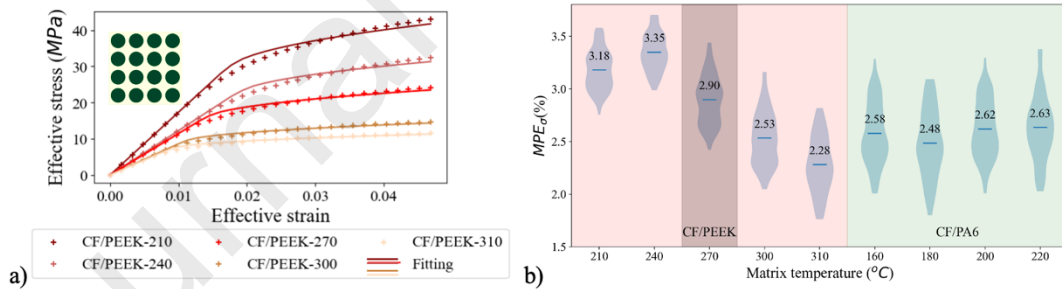 Effective stress (MPa)
40
30
20
10
0
0.00 0.01 0.02 0.03 0.04
Effective strain
CF/PEEK-210 CF/PEEK-270 CF/PEEK-310
CF/PEEK-240 CF/PEEK-300 Fitting
a)
MPE_d(%)
3.5
3.0
2.5
2.0
1.5
3.18
3.35
2.90
2.53
2.28
2.58
2.48
2.62
2.63
CF/PEEK CF/PA6
210 240 270 300 310 160 180 200 220
Matrix temperature (°C)
b)